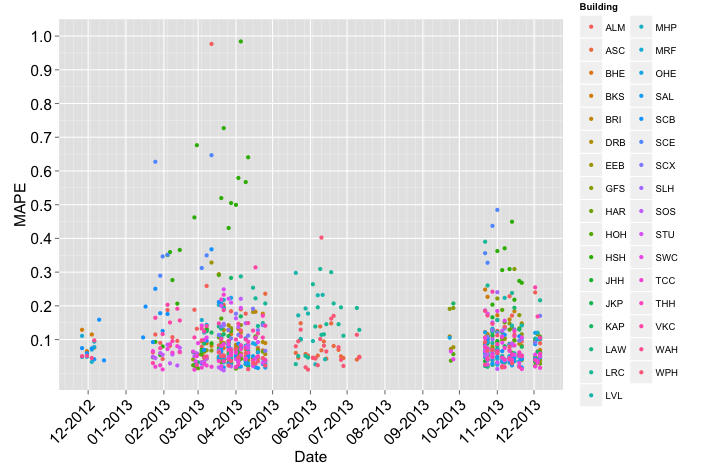 Building
ALM MHP
ASC MRF
BHE OHE
BKS SAL
BRI SCB
DRB SCE
EEB SCX
GFS SLH
HAR SOS
HOH STU
HSH SWC
JHH TCC
JKP THH
KAP VKC
LAW WAH
LRC WPH
LVL
MAPE
1.0
0.9
0.8
0.7
0.6
0.5
0.4
0.3
0.2
0.1
12-2012 01-2013 02-2013 03-2013 04-2013 05-2013 06-2013 07-2013 08-2013 09-2013 10-2013 11-2013 12-2013
Date